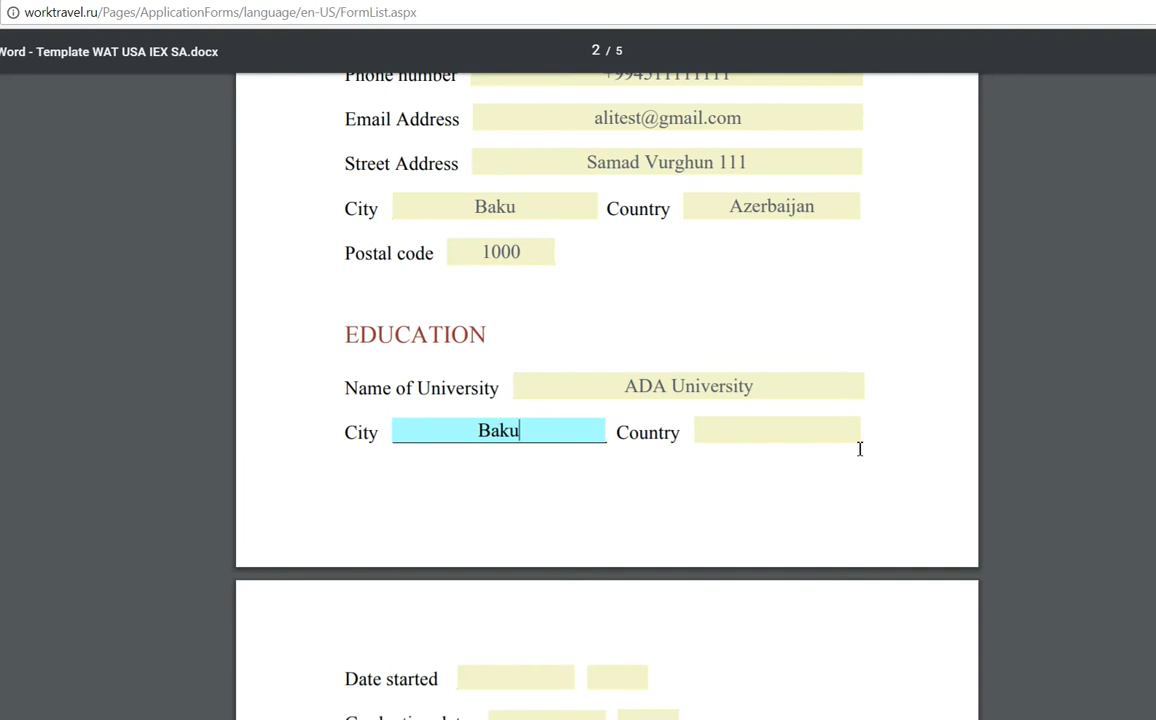 worktravel.ru/Pages/ApplicationForms/language/en-US/FormList.aspx
Word - Template WAT USA IEX SA.docx
2 / 5
Phone number
Email Address alitest@gmail.com
Street Address Samad Vurghun 111
City Baku Country Azerbaijan
Postal code 1000
EDUCATION
Name of University ADA University
City Baku Country
Date started